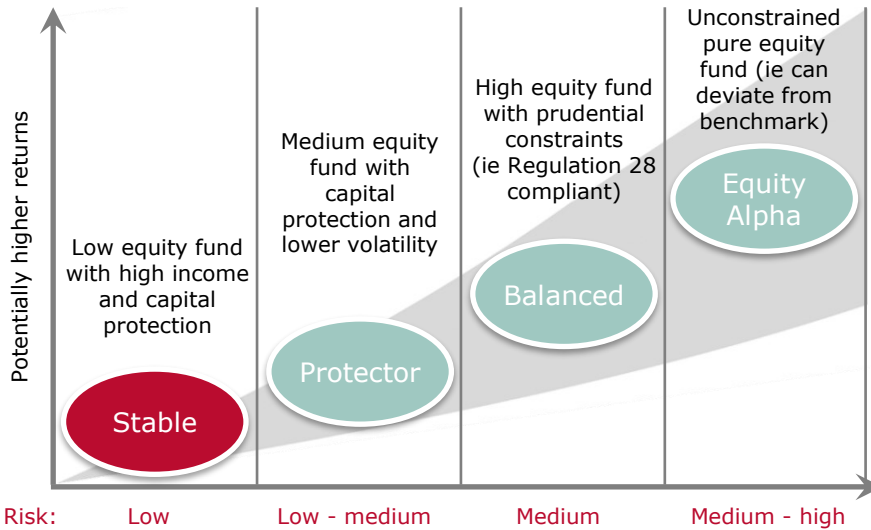 Potentially higher returns
Low equity fund
with high income
and capital
protection
Stable
Medium equity
fund with
capital
protection and
lower volatility
Protector
High equity fund
with prudential
constraints
(ie Regulation 28
compliant)
Balanced
Unconstrained
pure equity
fund (ie can
deviate from
benchmark)
Equity
Alpha
Risk: Low Low - medium Medium Medium - high